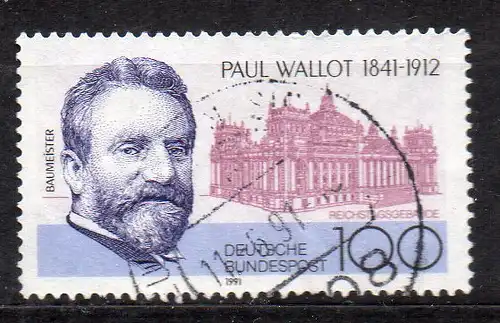 PAUL WALLOT 1841-1912
BAUMEISTER
REICHSTAGSGEBÄUDE
DEUTSCHE
BUNDESPOST
100
1991